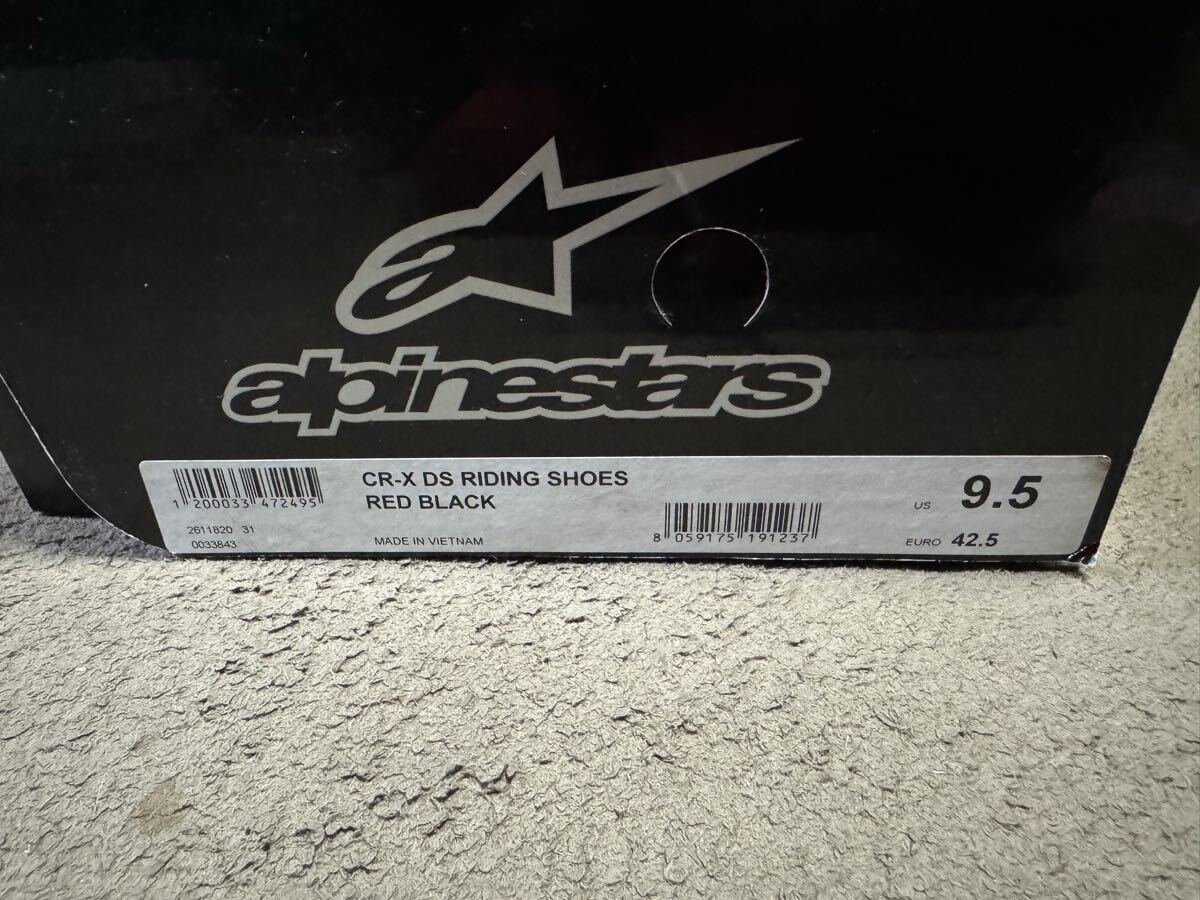 alpinestars
CR-X DS RIDING SHOES
RED BLACK
1 200033 472495
2611820 31
0033843
MADE IN VIETNAM
8 059175 191237
US 9.5
EURO 42.5